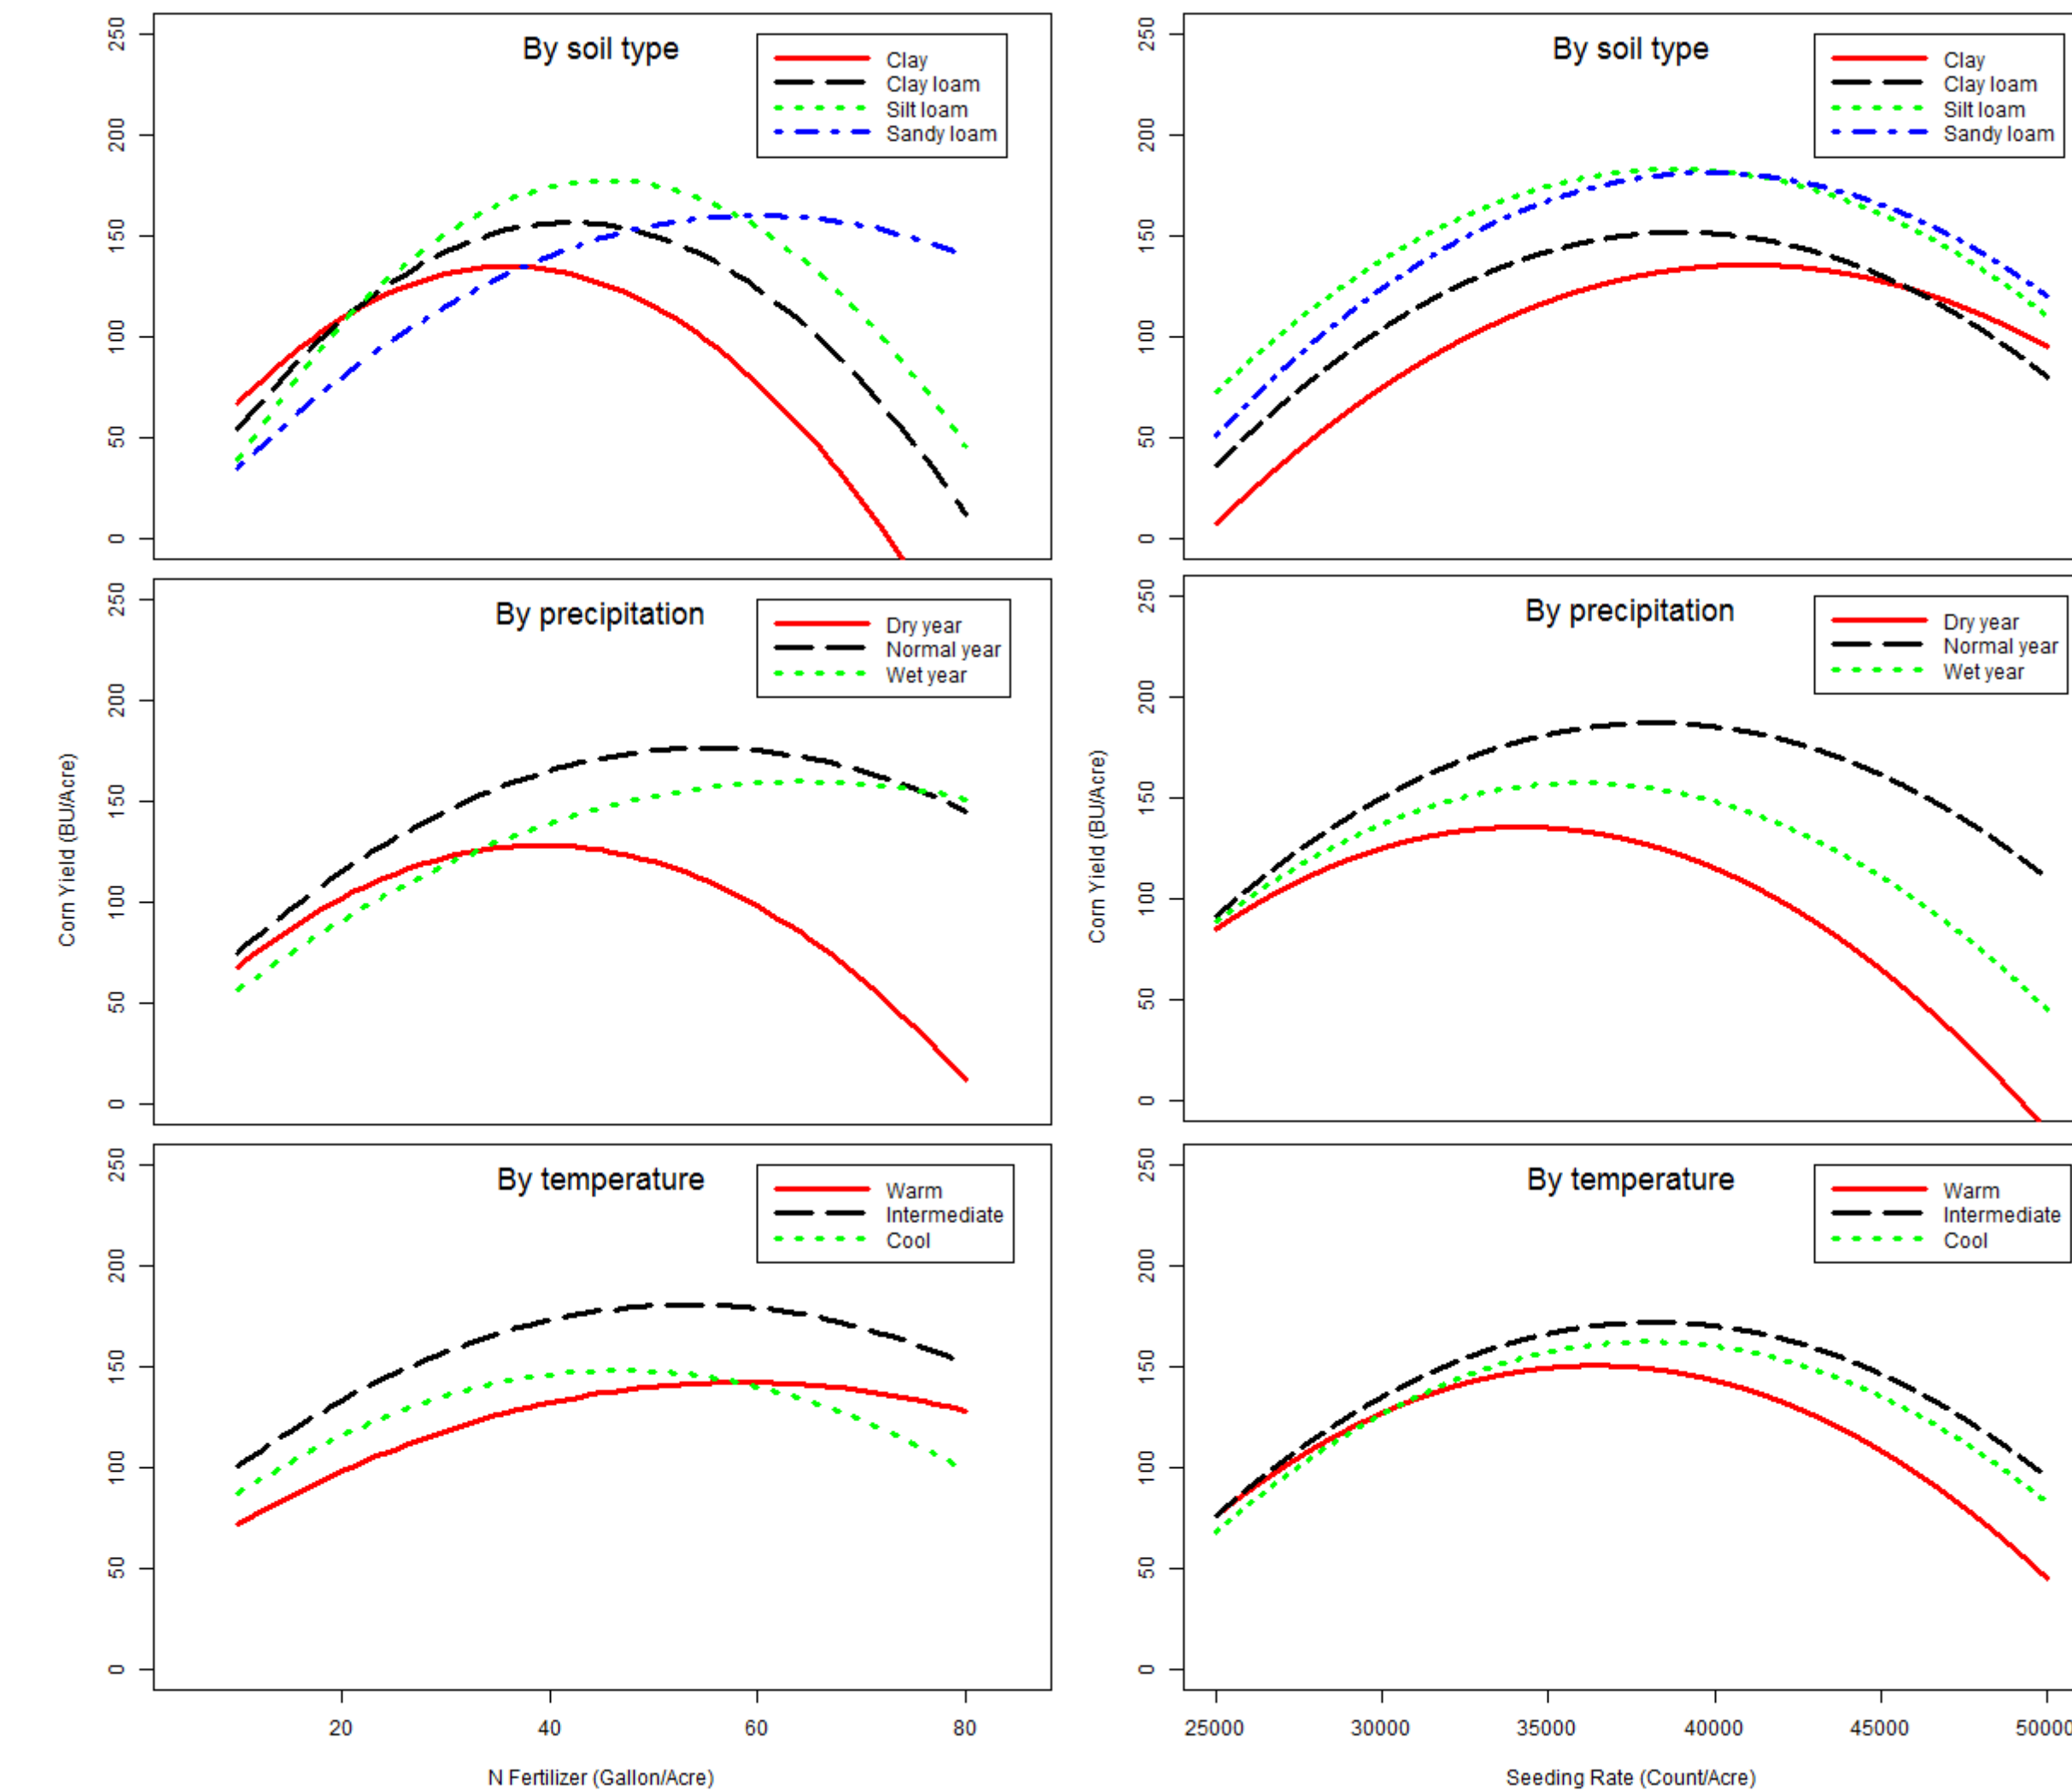 By soil type
Clay
Clay loam
Silt loam
Sandy loam
250
200
150
100
50
0
By soil type
Clay
Clay loam
Silt loam
Sandy loam
250
200
150
100
50
0
By precipitation
Dry year
Normal year
Wet year
250
200
150
100
50
0
Corn Yield (BU/Acre)
By precipitation
Dry year
Normal year
Wet year
250
200
150
100
50
0
Corn Yield (BU/Acre)
By temperature
Warm
Intermediate
Cool
250
200
150
100
50
0
By temperature
Warm
Intermediate
Cool
250
200
150
100
50
0
20 40 60 80
N Fertilizer (Gallon/Acre)
25000 30000 35000 40000 45000 50000
Seeding Rate (Count/Acre)